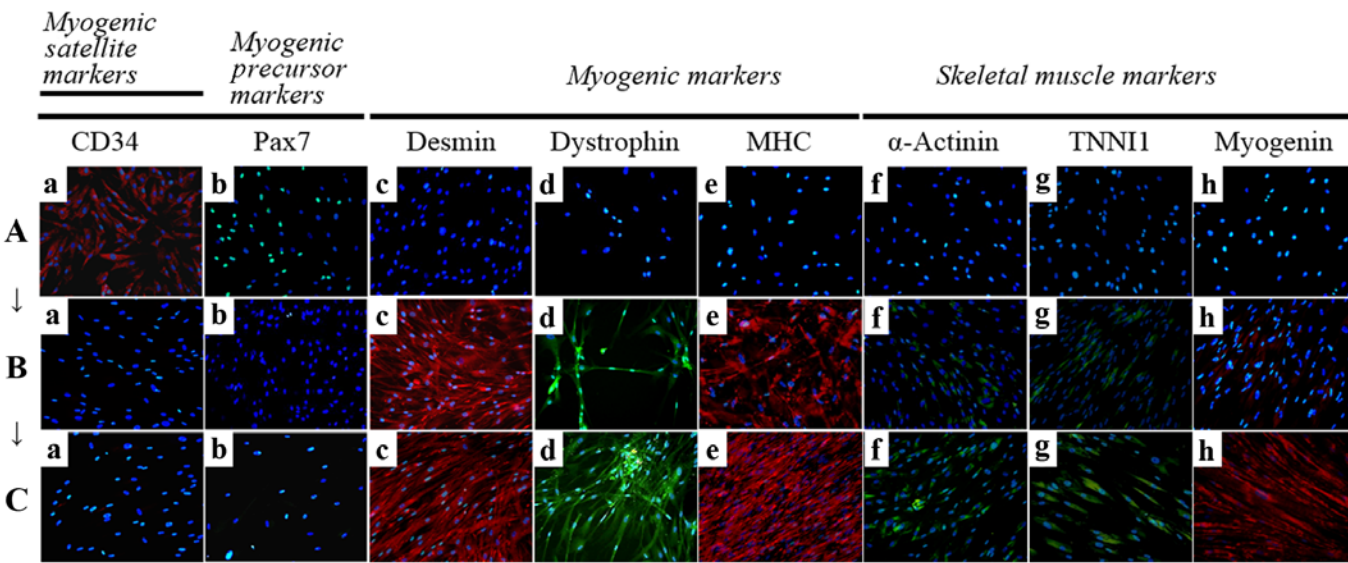 Myogenic
satellite
markers
Myogenic
precursor
markers
Myogenic markers
Skeletal muscle markers
CD34 Pax7 Desmin Dystrophin MHC α-Actinin TNNI1 Myogenin
a b c d e f g h
A
↓
a b c d e f g h
B
↓
a b c d e f g h
C